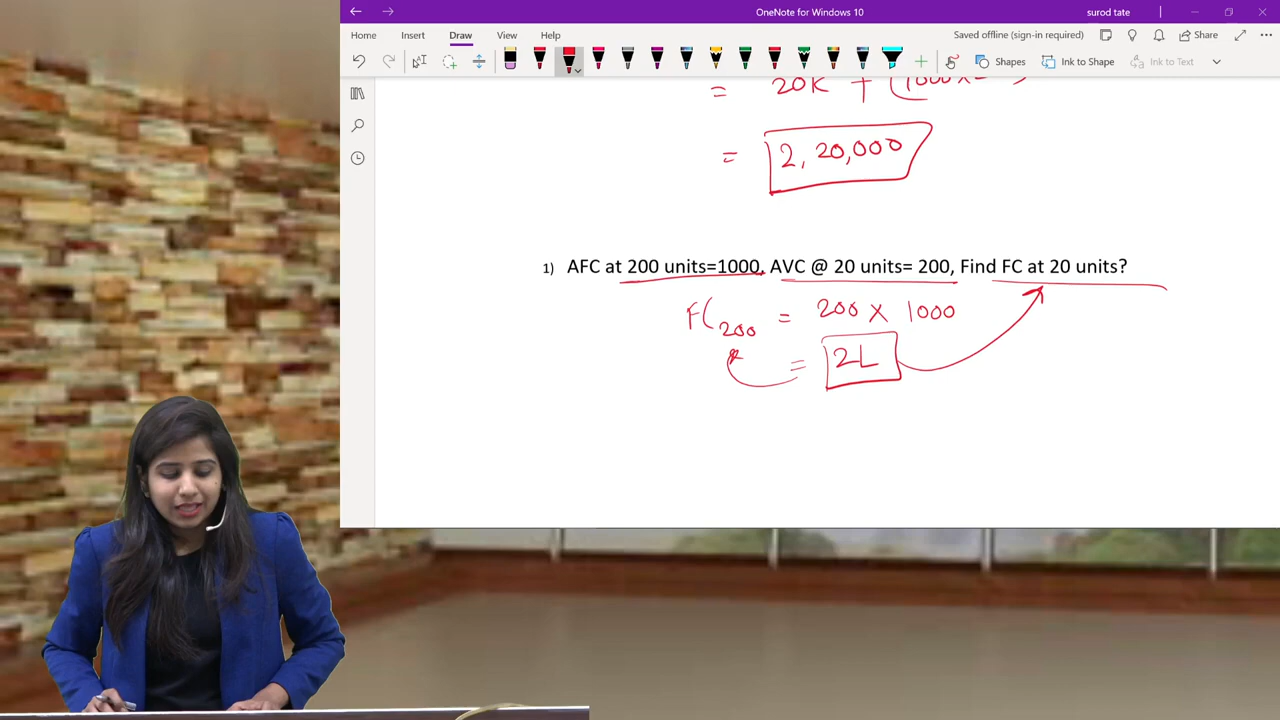 OneNote for Windows 10
surod tate
Home Insert Draw View Help
Saved offline (sign-in required)
Share
Shapes
Ink to Shape
Ink to Text
= 20K + (1000x
= 2,20,000
1) AFC at 200 units=1000, AVC @ 20 units= 200, Find FC at 20 units?
FC200 = 200 x 1000
= 2L